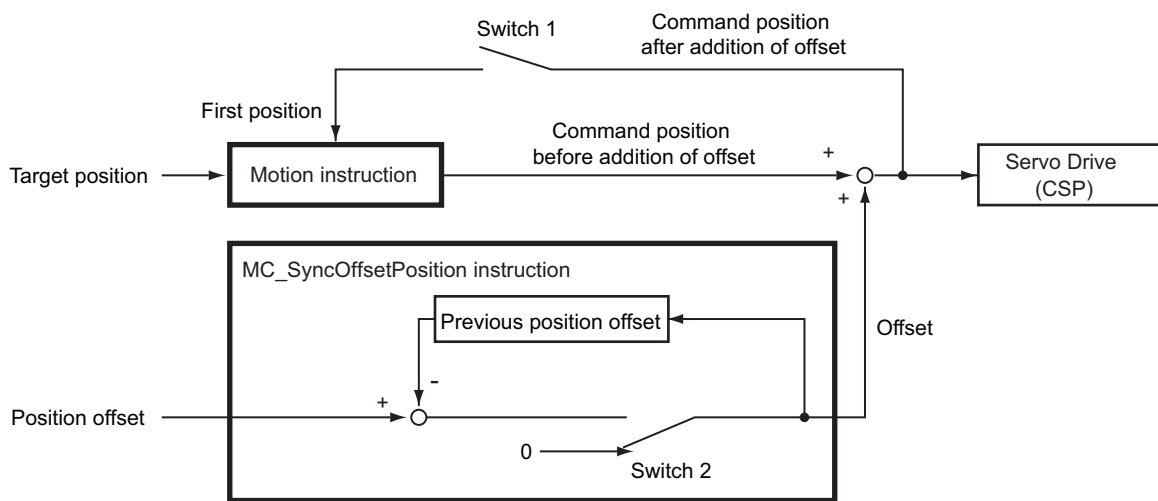 Switch 1
Command position
after addition of offset
First position
Target position
Motion instruction
Command position
before addition of offset
+
+
Servo Drive
(CSP)
MC_SyncOffsetPosition instruction
Previous position offset
Offset
-
+
Position offset
0
Switch 2